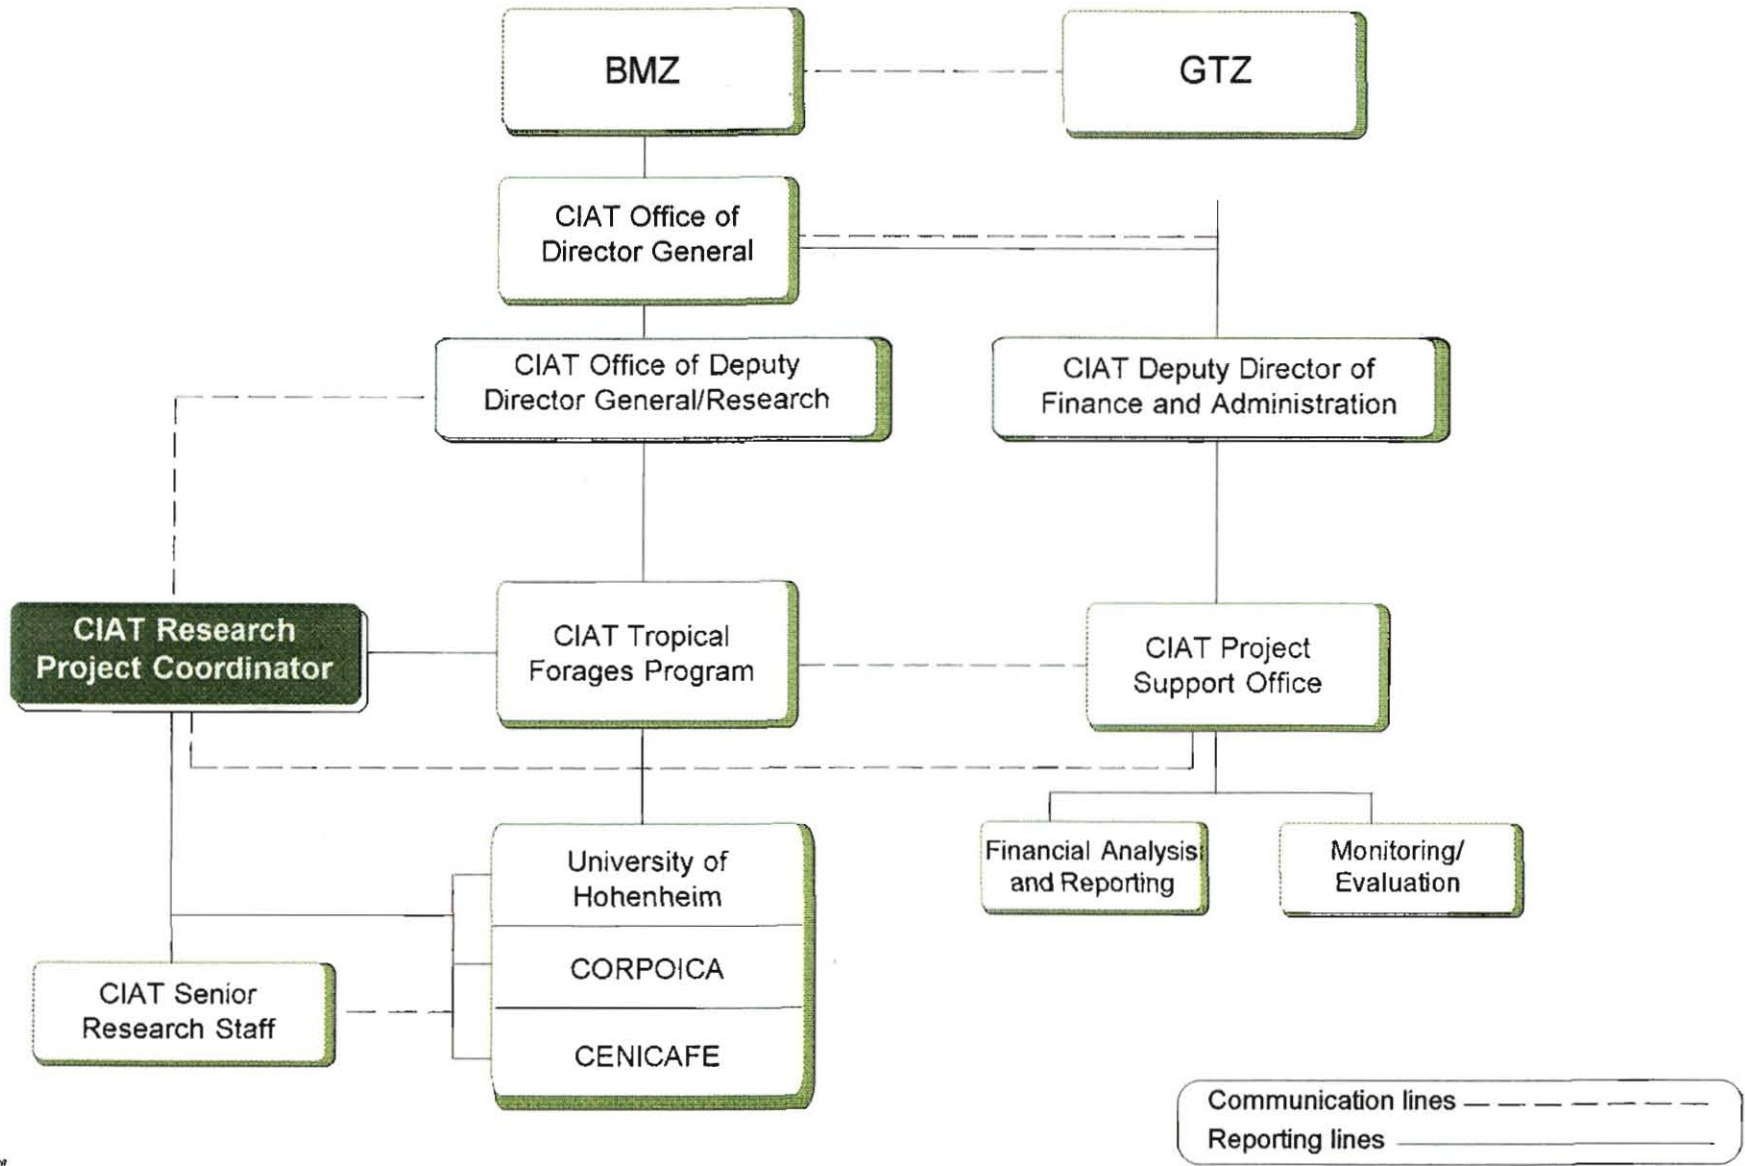 BMZ
GTZ
CIAT Office of
Director General
CIAT Office of Deputy
Director General/Research
CIAT Deputy Director of
Finance and Administration
CIAT Research
Project Coordinator
CIAT Tropical
Forages Program
CIAT Project
Support Office
University of
Hohenheim
CORPOICA
CENICAFE
Financial Analysis
and Reporting
Monitoring/
Evaluation
CIAT Senior
Research Staff
Communication lines
Reporting lines